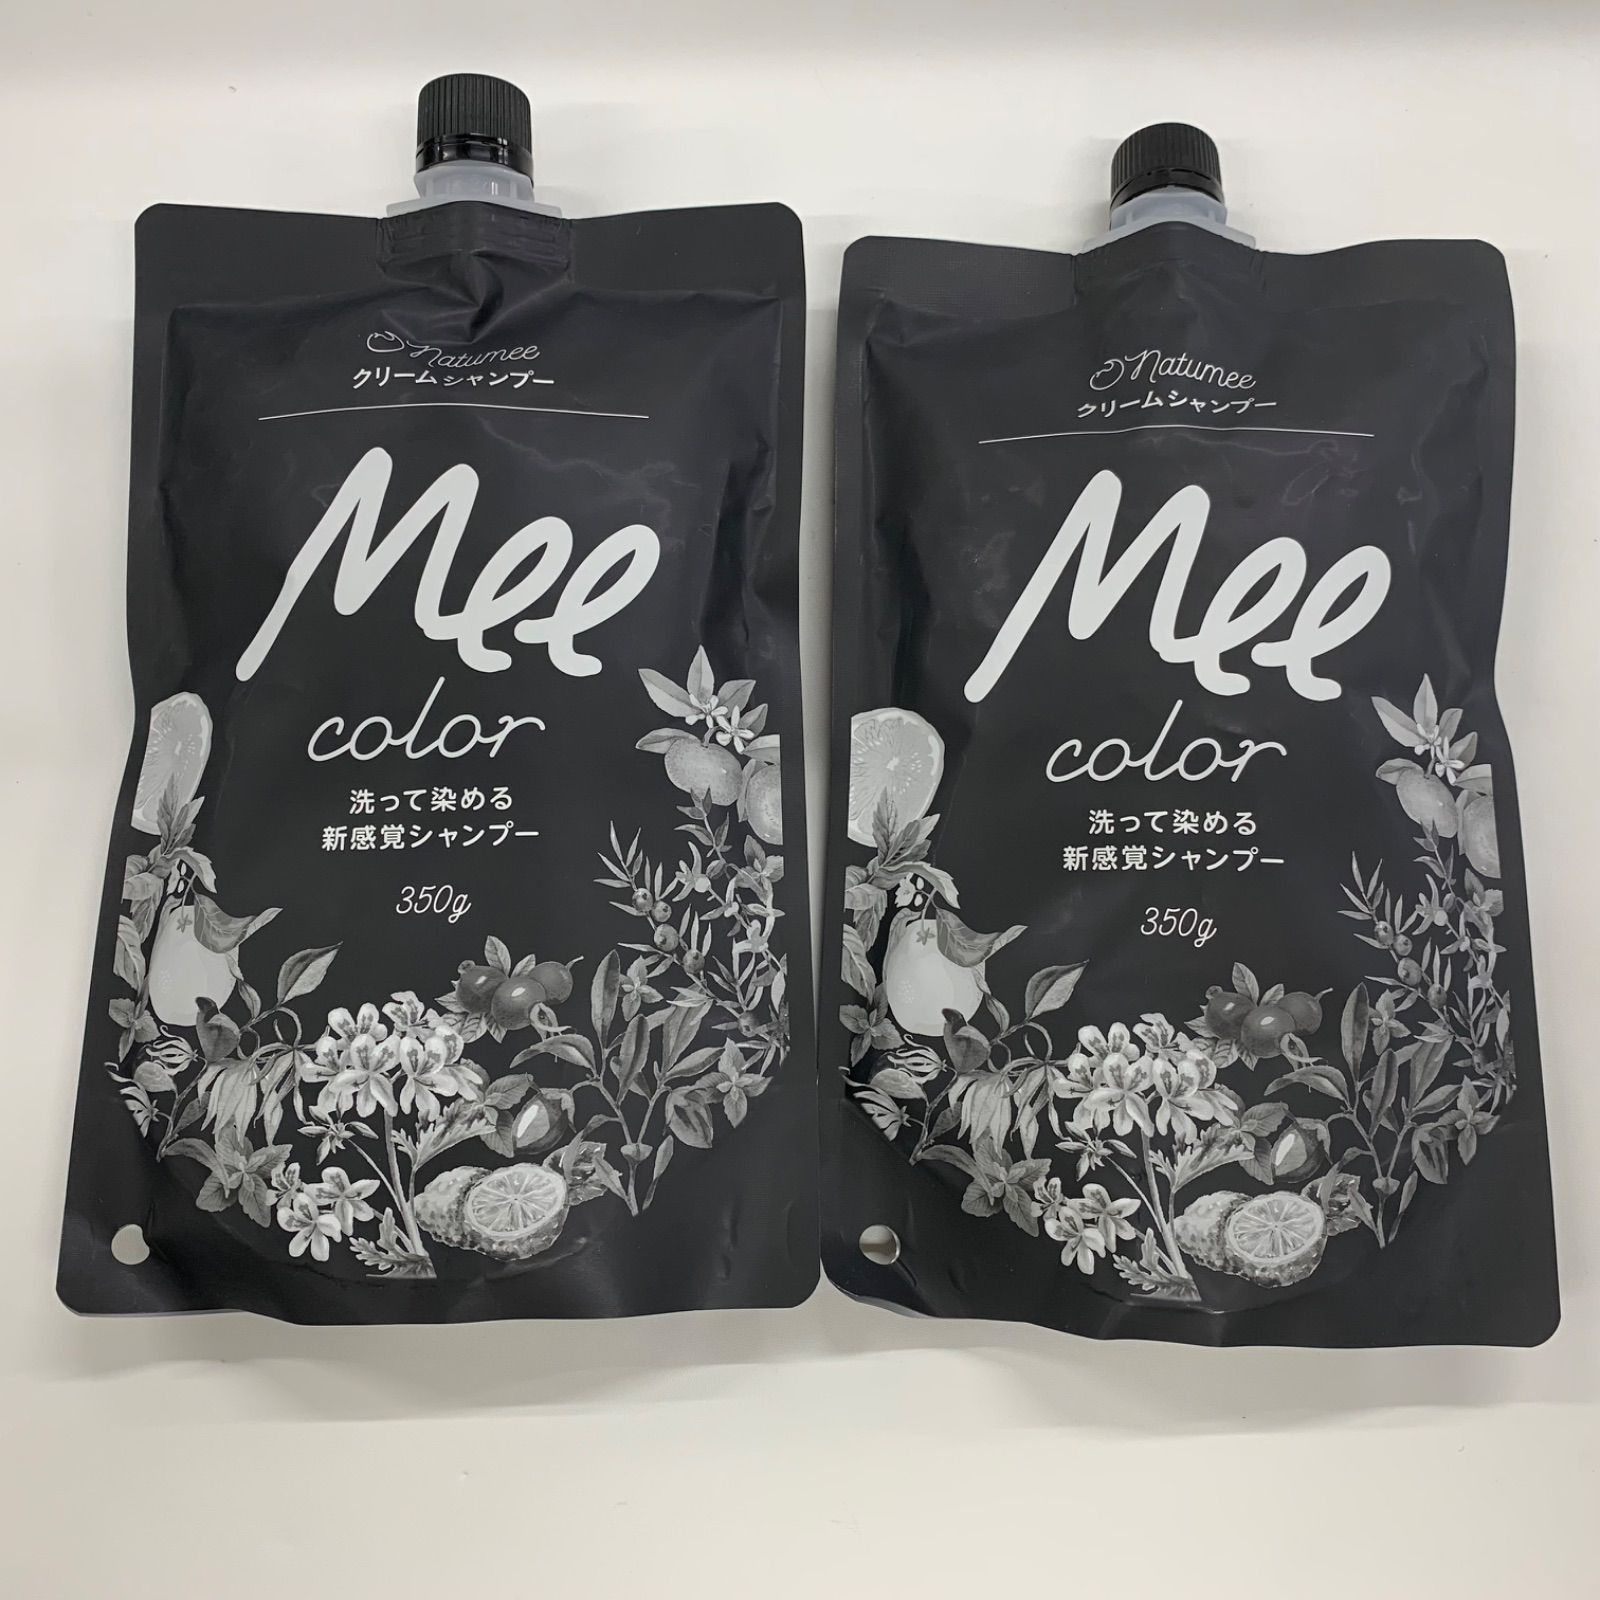 Natumee
クリームシャンプー
Mee
color
洗って染める
新感覚シャンプー
350g
Natumee
クリームシャンプー
Mee
color
洗って染める
新感覚シャンプー
350g